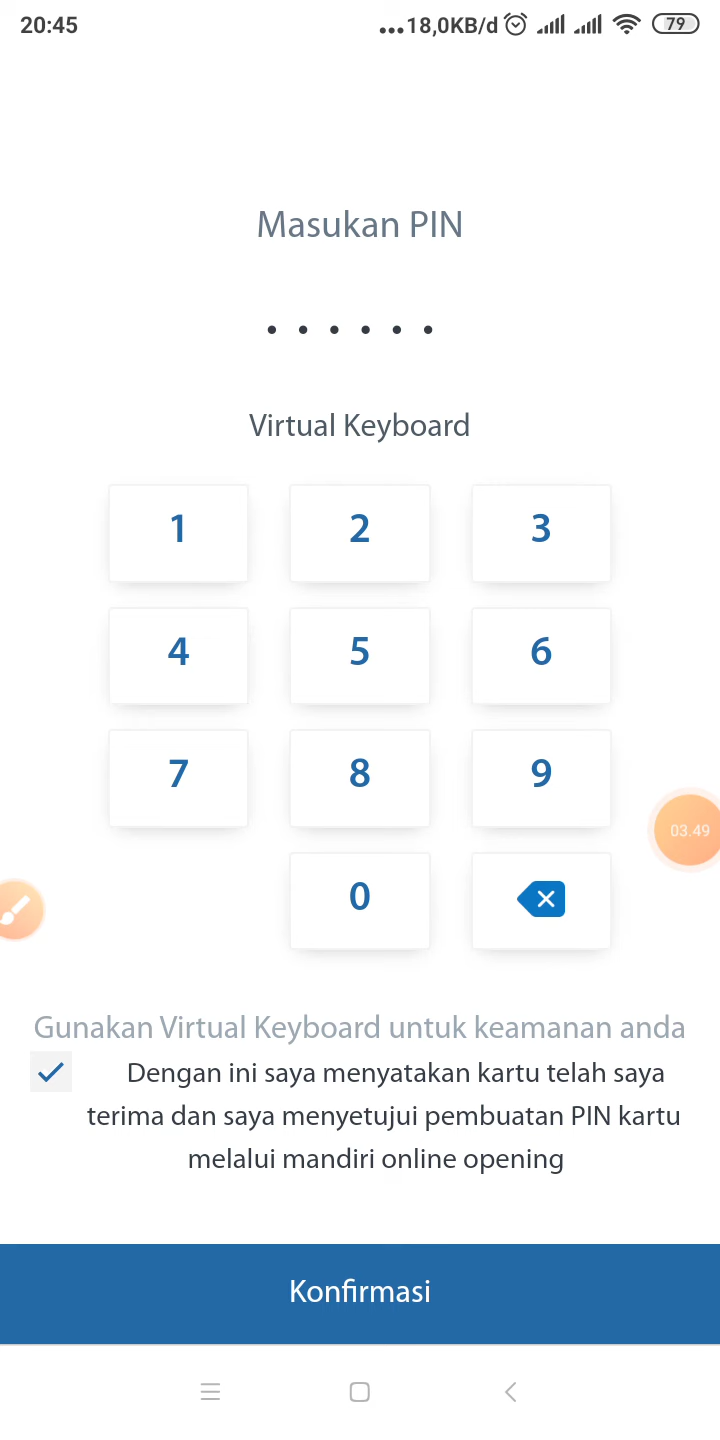 20:45
...18,0KB/d
79
Masukan PIN
• • • • • •
Virtual Keyboard
1 2 3
4 5 6
7 8 9
03.49
0
Gunakan Virtual Keyboard untuk keamanan anda
Dengan ini saya menyatakan kartu telah saya
terima dan saya menyetujui pembuatan PIN kartu
melalui mandiri online opening
Konfirmasi